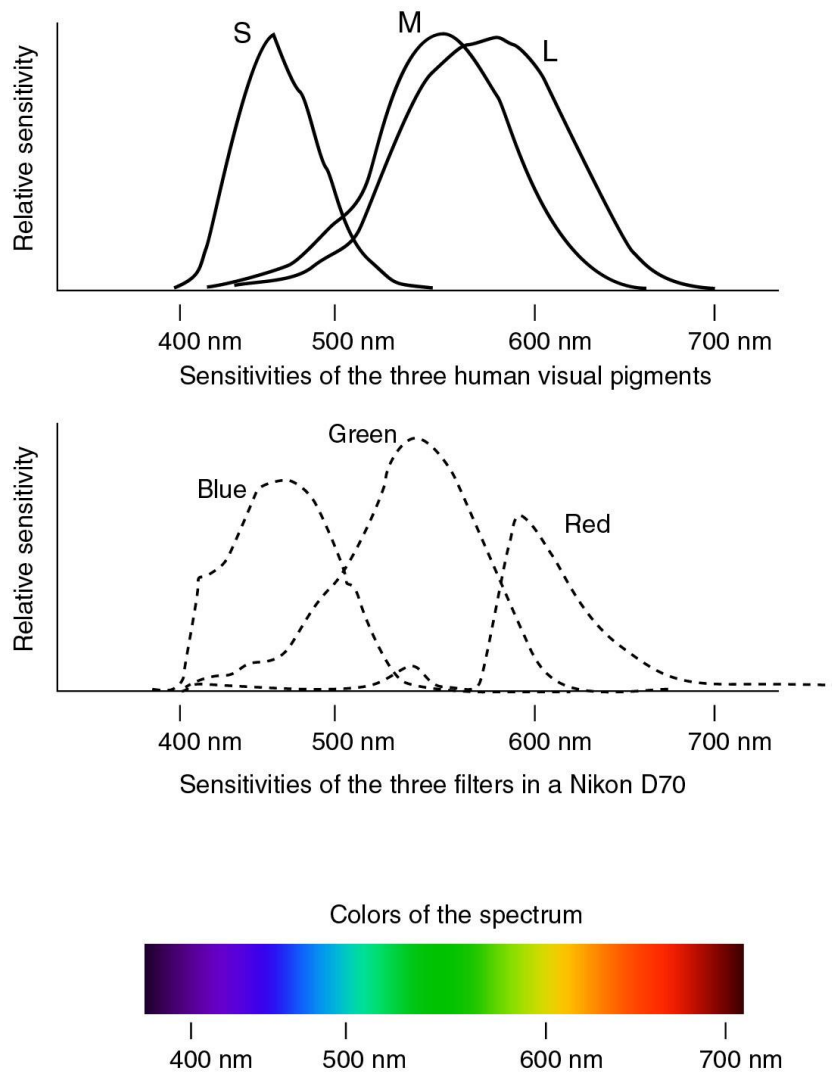 S
M
L
Relative sensitivity
400 nm 500 nm 600 nm 700 nm
Sensitivities of the three human visual pigments
Green
Blue
Red
Relative sensitivity
400 nm 500 nm 600 nm 700 nm
Sensitivities of the three filters in a Nikon D70
Colors of the spectrum
400 nm 500 nm 600 nm 700 nm